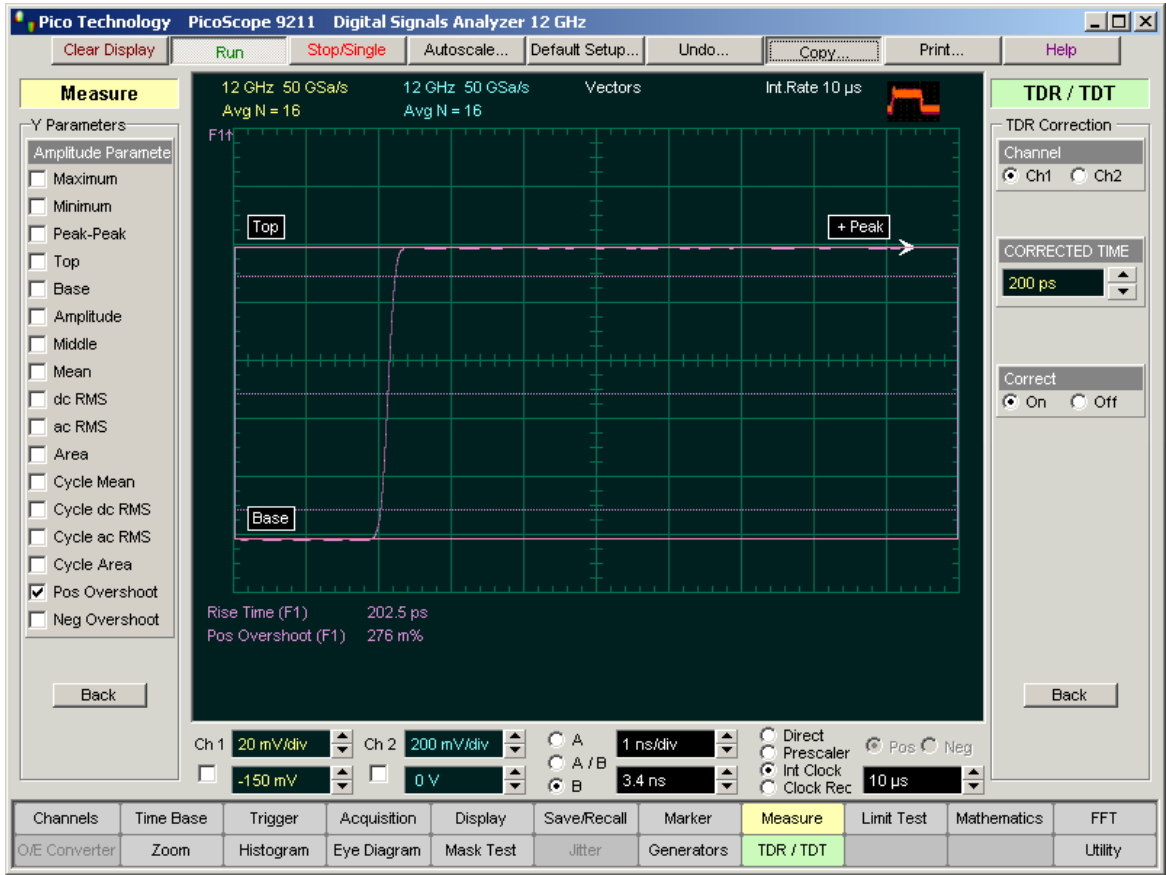 Pico Technology PicoScope 9211 Digital Signals Analyzer 12 GHz
Clear Display Run Stop/Single Autoscale... Default Setup... Undo... Copy... Print... Help
Measure
Y Parameters
Amplitude Paramete
Maximum
Minimum
Peak-Peak
Top
Base
Amplitude
Middle
Mean
dc RMS
ac RMS
Area
Cycle Mean
Cycle dc RMS
Cycle ac RMS
Cycle Area
Pos Overshoot
Neg Overshoot
Back
12 GHz 50 GSa/s 12 GHz 50 GSa/s Vectors Int.Rate 10 µs
Avg N = 16 Avg N = 16
F1↑
Top + Peak
Base
Rise Time (F1) 202.5 ps
Pos Overshoot (F1) 276 m%
TDR / TDT
TDR Correction
Channel
Ch1 Ch2
CORRECTED TIME
200 ps
Correct
On Off
Back
Ch 1 20 mV/div Ch 2 200 mV/div A 1 ns/div Direct Pos Neg
A / B Prescaler
-150 mV 0 V B 3.4 ns Int Clock 10 µs
Clock Rec
Channels Time Base Trigger Acquisition Display Save/Recall Marker Measure Limit Test Mathematics FFT
O/E Converter Zoom Histogram Eye Diagram Mask Test Jitter Generators TDR / TDT Utility